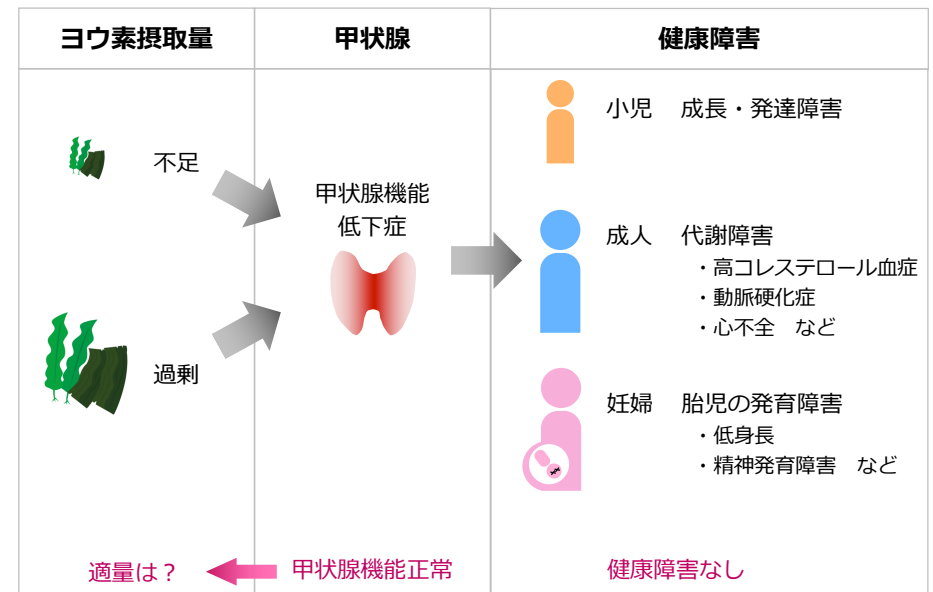 ヨウ素摂取量
甲状腺
健康障害
不足
過剰
甲状腺機能
低下症
小児 成長・発達障害
成人 代謝障害
・高コレステロール血症
・動脈硬化症
・心不全 など
妊婦 胎児の発育障害
・低身長
・精神発育障害 など
適量は？
甲状腺機能正常
健康障害なし